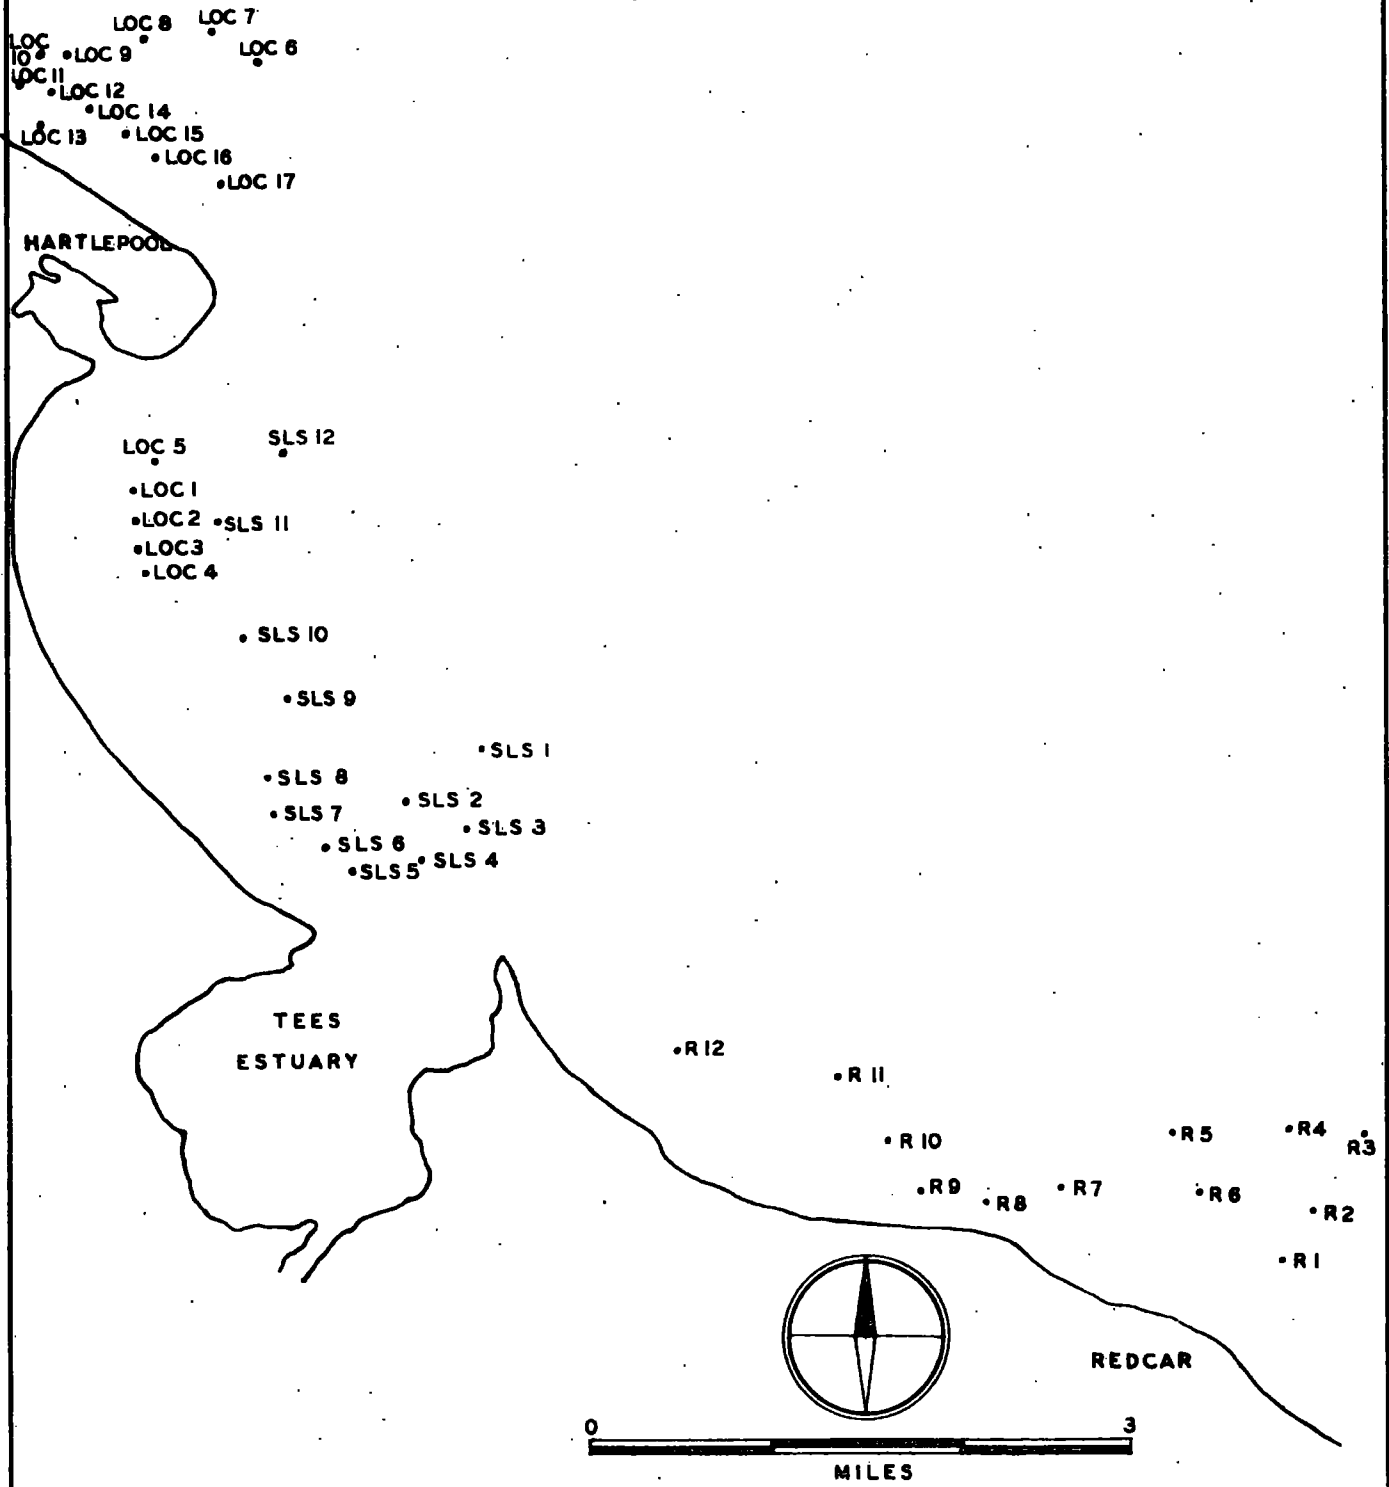 LOC 7
LOC 8
LOC 6
LOC
10
LOC 9
LOC 11
LOC 12
LOC 14
LOC 13
LOC 15
LOC 16
LOC 17
HARTLEPOOL
SLS 12
LOC 5
LOC 1
LOC 2
SLS 11
LOC 3
LOC 4
SLS 10
SLS 9
SLS 1
SLS 8
SLS 2
SLS 7
SLS 3
SLS 6
SLS 4
SLS 5
TEES
ESTUARY
R 12
R 11
R 10
R 5
R 4
R 3
R 9
R 8
R 7
R 6
R 2
R 1
REDCAR
0
3
MILES